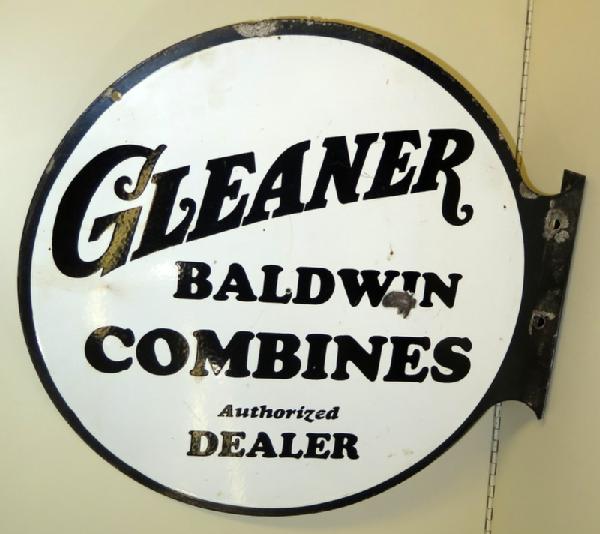 GLEANER
BALDWIN
COMBINES
Authorized
DEALER